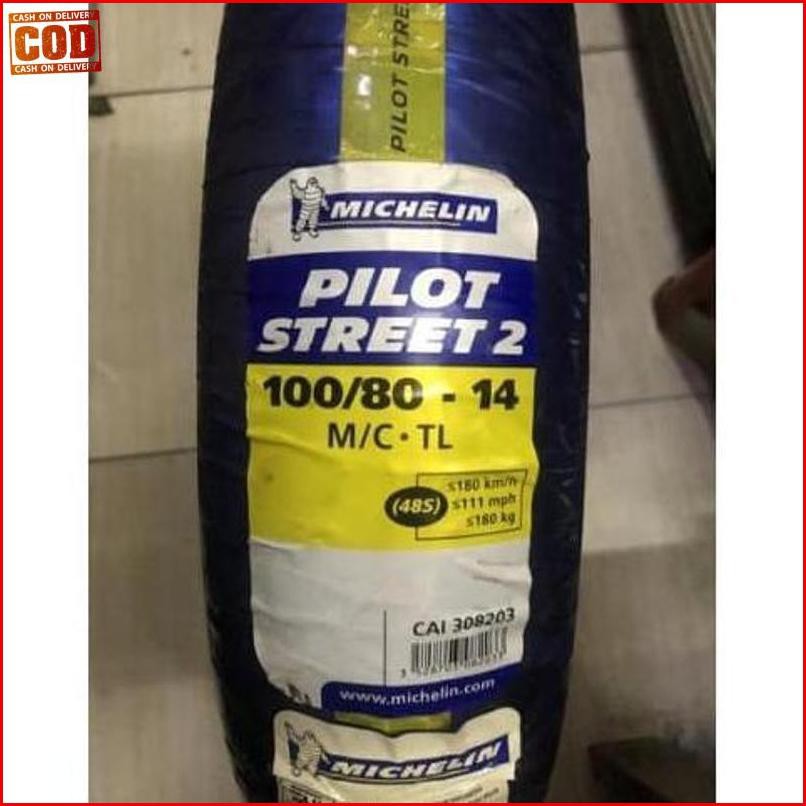 CASH ON DELIVERY
COD
CASH ON DELIVERY
PILOT STRE
MICHELIN
PILOT
STREET 2
100/80 - 14
M/C • TL
(48S)
≤180 km/h
≤111 mph
≤180 kg
CAI 308203
www.michelin.com
MICHELIN